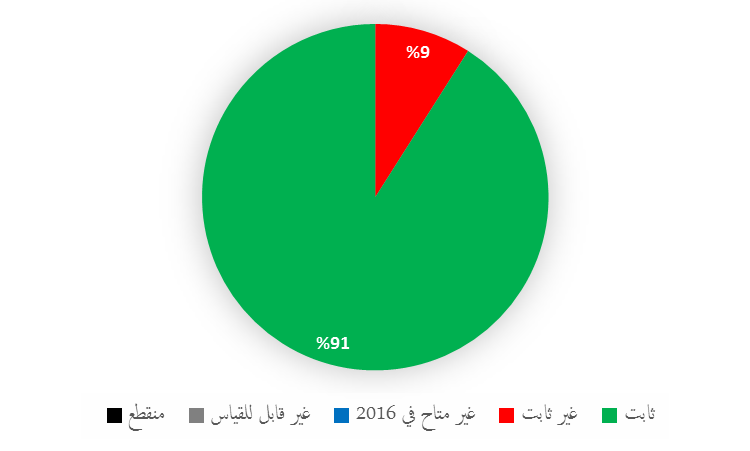 %9
%91
ثابت
غير ثابت
غير متاح في 2016
غير قابل للقياس
منقطع